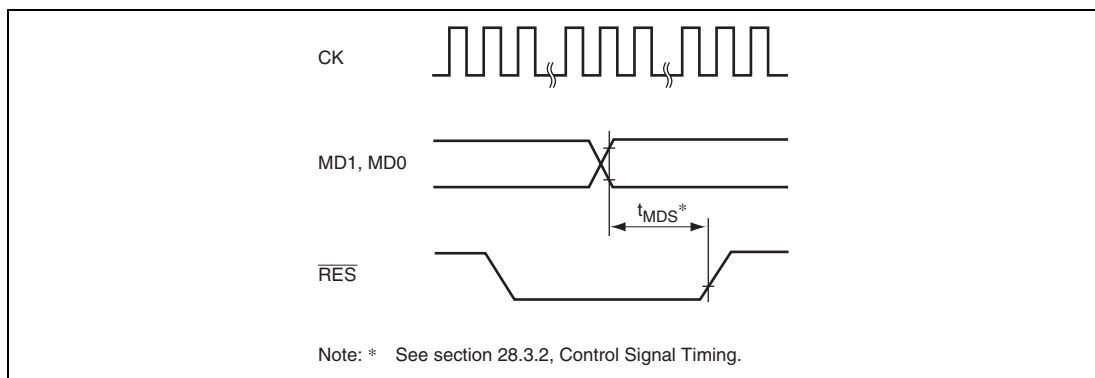 CK
MD1, MD0
tMDS*
RES
Note: * See section 28.3.2, Control Signal Timing.